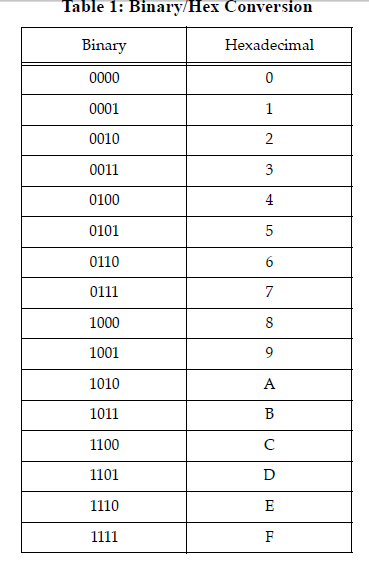 Table 1: Binary/Hex Conversion
Binary Hexadecimal
0000 0
0001 1
0010 2
0011 3
0100 4
0101 5
0110 6
0111 7
1000 8
1001 9
1010 A
1011 B
1100 C
1101 D
1110 E
1111 F